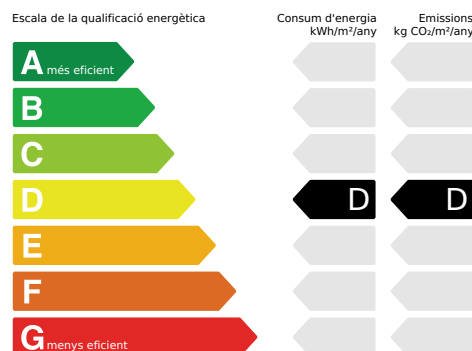 Escala de la qualificació energètica
Consum d'energia
kWh/m²/any
Emissions
kg CO₂/m²/any
A més eficient
B
C
D D D
E
F
G menys eficient